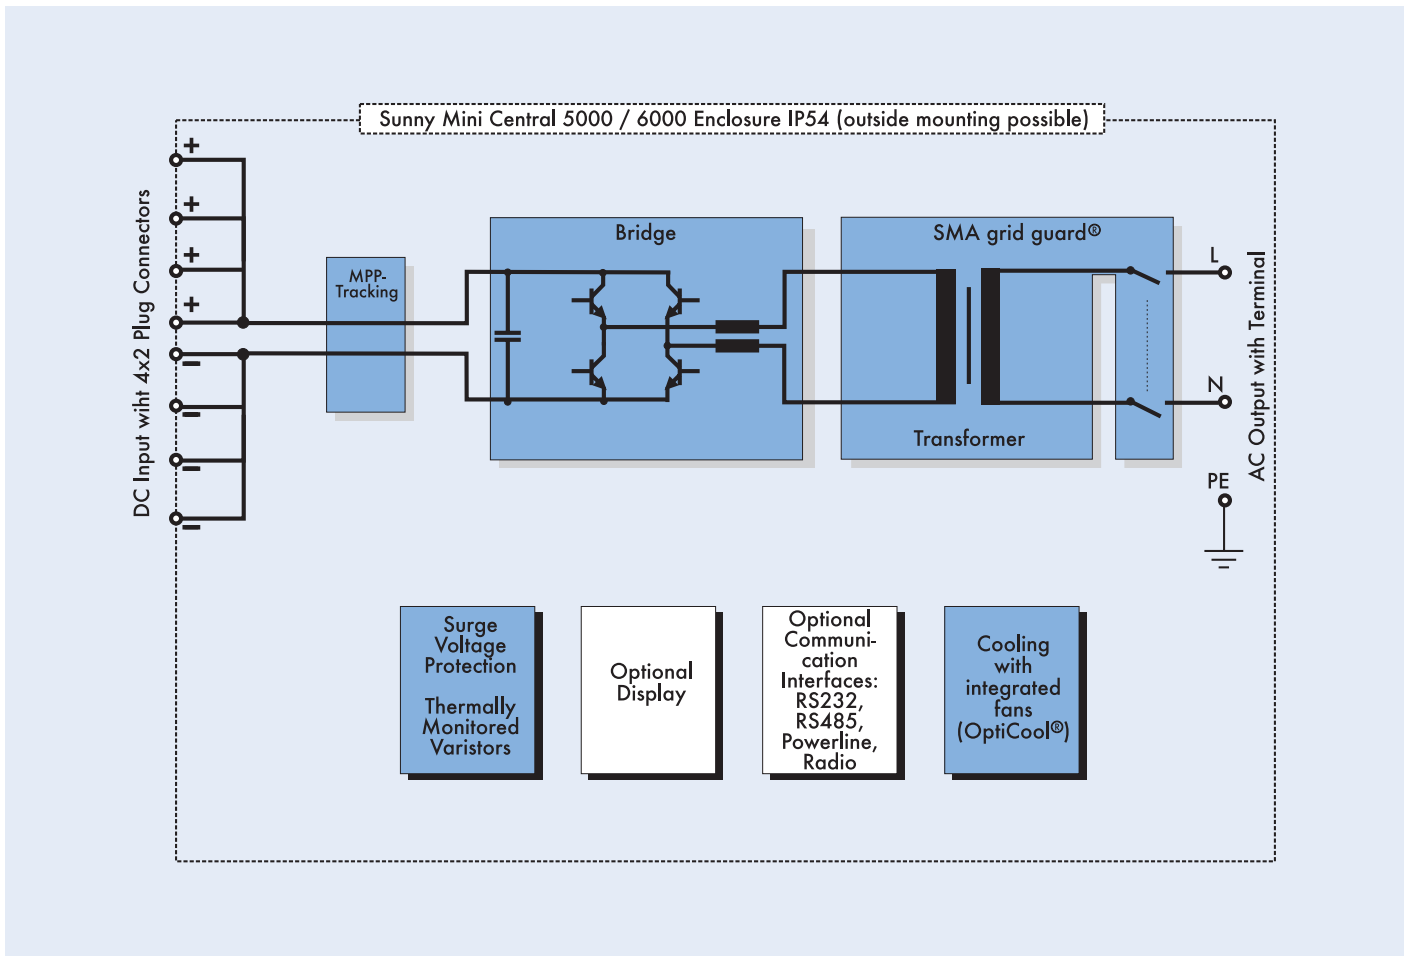 Sunny Mini Central 5000 / 6000 Enclosure IP54 (outside mounting possible)
DC Input wiht 4x2 Plug Connectors
+
+
+
+
–
–
–
–
MPP-
Tracking
Bridge
SMA grid guard®
Transformer
L
N
PE
AC Output with Terminal
Surge
Voltage
Protection
Thermally
Monitored
Varistors
Optional
Display
Optional
Communi-
cation
Interfaces:
RS232,
RS485,
Powerline,
Radio
Cooling
with
integrated
fans
(OptiCool®)